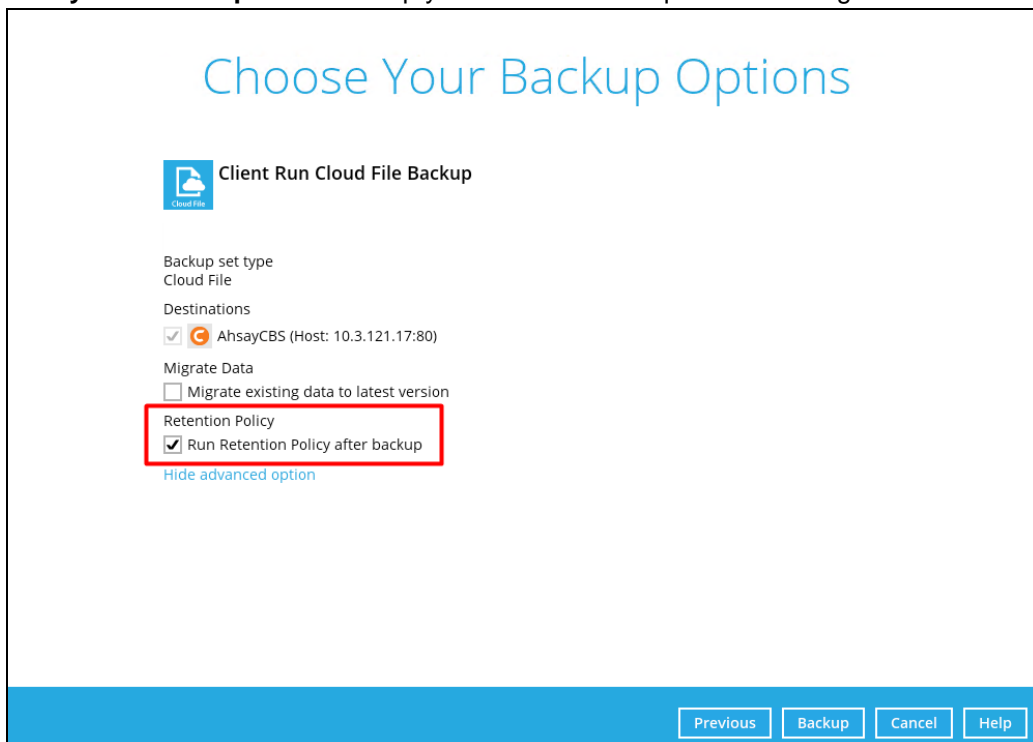 Choose Your Backup Options
Client Run Cloud File Backup
Cloud File
Backup set type
Cloud File
Destinations
AhsayCBS (Host: 10.3.121.17:80)
Migrate Data
Migrate existing data to latest version
Retention Policy
Run Retention Policy after backup
Hide advanced option
Previous Backup Cancel Help